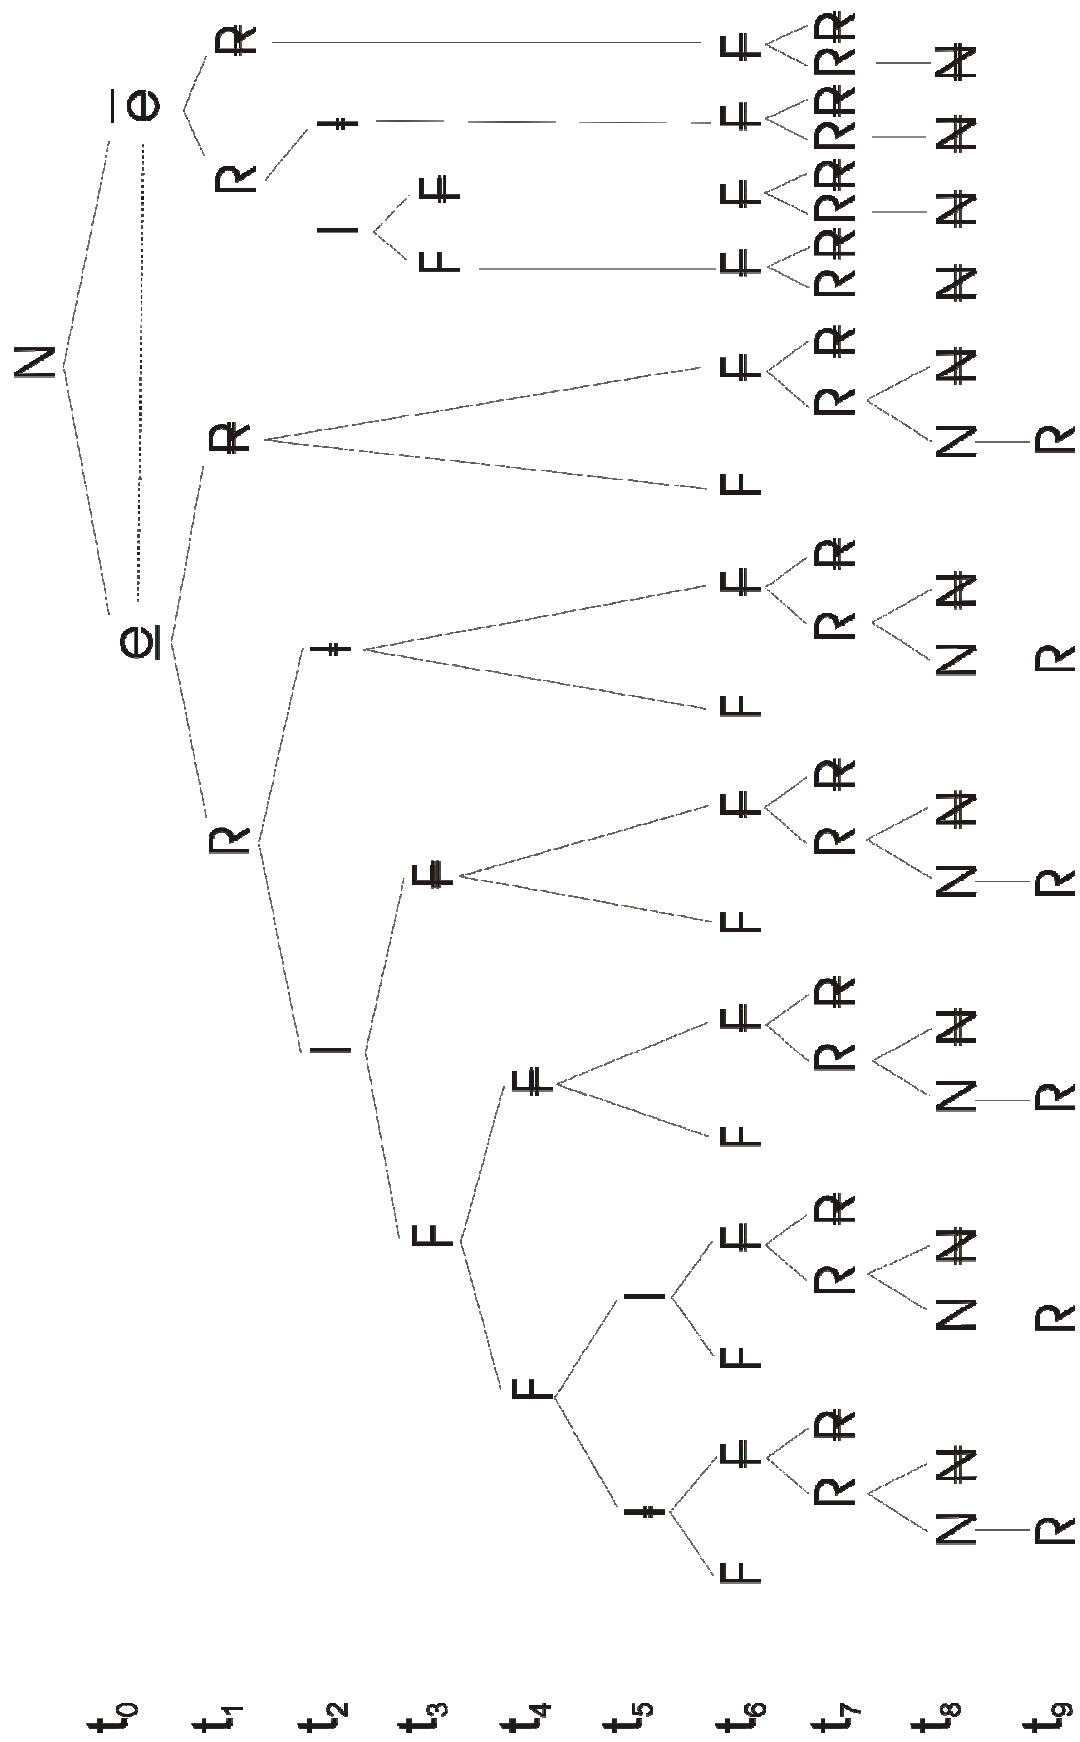 N
t0 e̲ e̅
t1 R R̶ R R̶
t2 I I̶ I I̶
t3 F F̶ F F̶
t4 F F̶
t5 I̶ I
t6 F F̶ F F̶ F F̶ F F̶ F F̶ F F̶ F̶ F̶ F̶ F̶
t7 R R̶ R R̶ R R̶ R R̶ R R̶ R R̶ R R̶ R R̶ R R̶ R R̶
t8 N N̶ N N̶ N N̶ N N̶ N N̶ N N̶ N̶ N̶ N̶ N̶
t9 R R R R R R